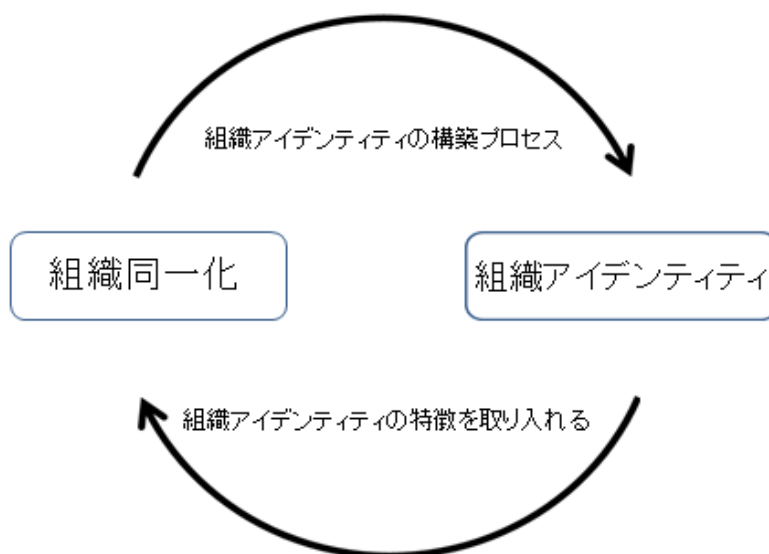 組織アイデンティティの構築プロセス
組織同一化
組織アイデンティティ
組織アイデンティティの特徴を取り入れる